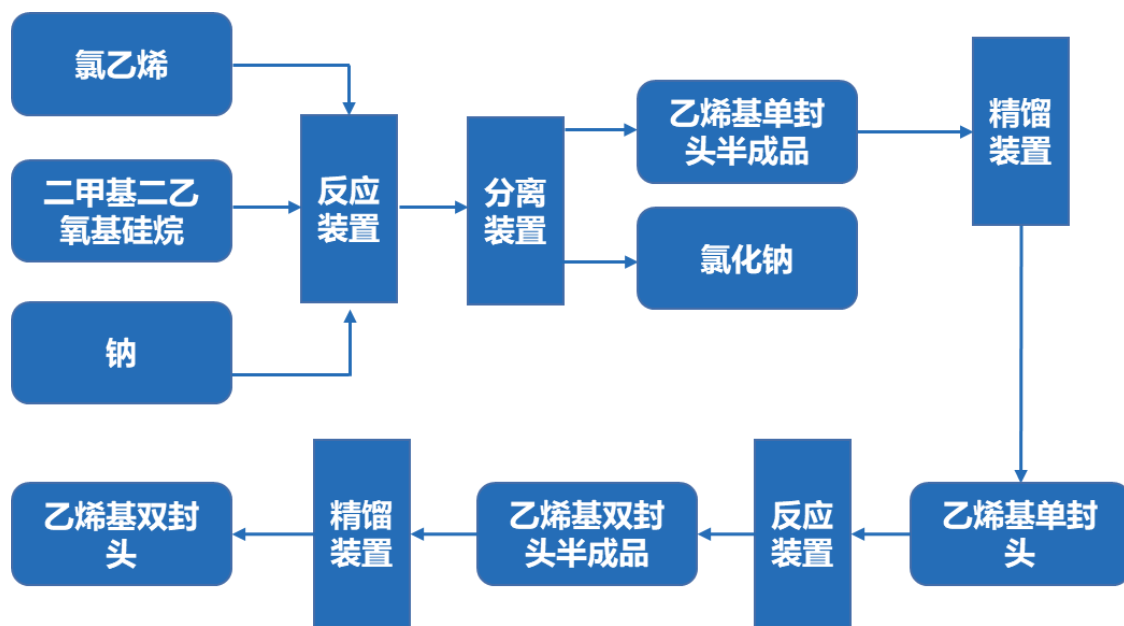 氯乙烯
二甲基二乙
氧基硅烷
钠
反应
装置
分离
装置
乙烯基单封
头半成品
氯化钠
精馏
装置
乙烯基单封
头
反应
装置
乙烯基双封
头半成品
精馏
装置
乙烯基双封
头